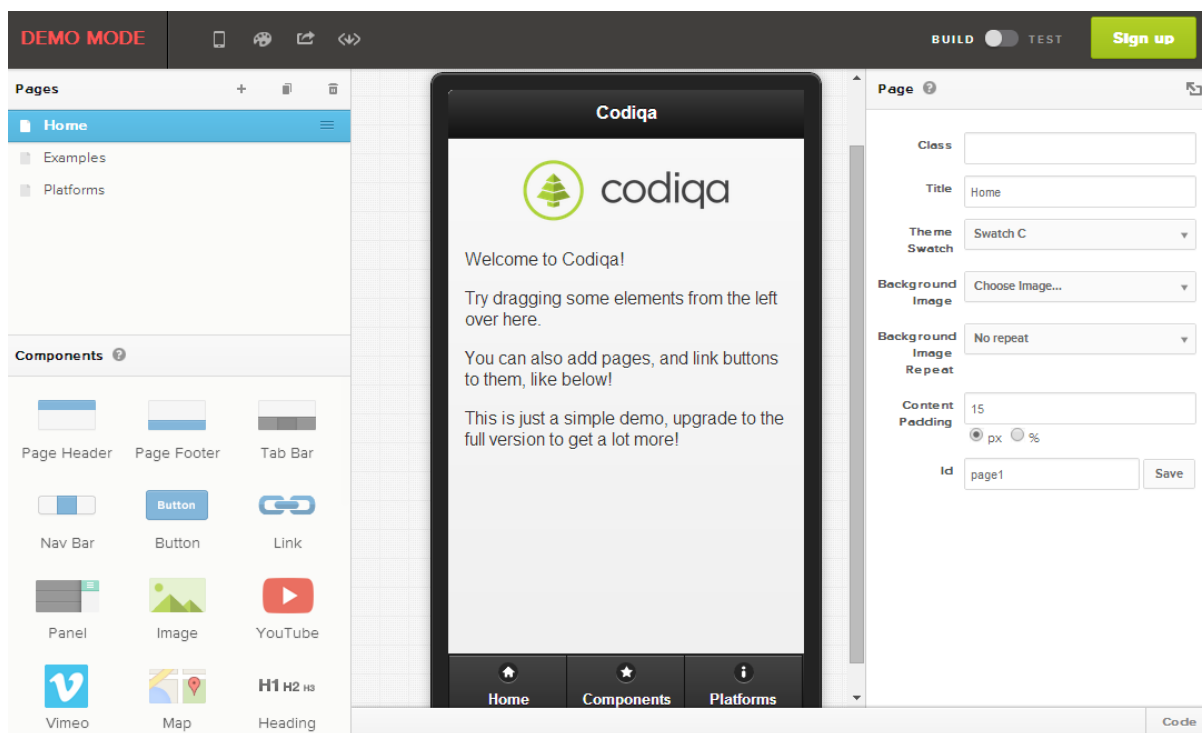 DEMO MODE
BUILD
TEST
Sign up
Pages
Home
Examples
Platforms
Components
Page Header
Page Footer
Tab Bar
Nav Bar
Button
Button
Link
Panel
Image
YouTube
Vimeo
Map
H1 H2 H3
Heading
Codiqa
codiqa
Welcome to Codiqa!
Try dragging some elements from the left
over here.
You can also add pages, and link buttons
to them, like below!
This is just a simple demo, upgrade to the
full version to get a lot more!
Home
Components
Platforms
Page
Class
Title
Home
Theme
Swatch
Swatch C
Background
Image
Choose Image...
Background
Image
Repeat
No repeat
Content
Padding
15
px
%
Id
page1
Save
Code